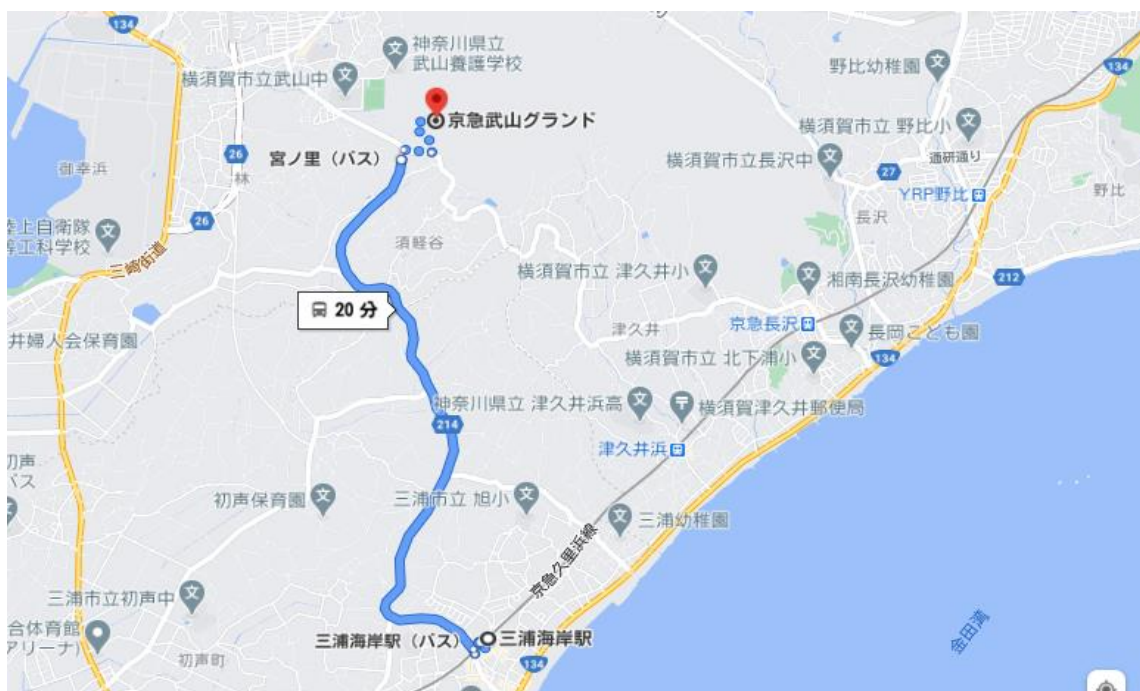 134
神奈川県立
武山養護学校
横須賀市立武山中
野比幼稚園
134
京急武山グランド
横須賀市立 野比小
26
宮ノ里（バス）
横須賀市立長沢中
通研通り
御幸浜
林
27
YRP野比
野比
26
長沢
陸上自衛隊
等工科学校
須軽谷
三崎街道
横須賀市立 津久井小
湘南長沢幼稚園
212
20 分
津久井
京急長沢
長岡こども園
井婦人会保育園
横須賀市立 北下浦小
134
神奈川県立 津久井浜高
横須賀津久井郵便局
214
津久井浜
初声
バス
初声保育園
三浦市立 旭小
三浦幼稚園
京急久里浜線
三浦市立初声中
金田湾
合体育館
アリーナ)
初声町
三浦海岸駅（バス）
三浦海岸駅
134